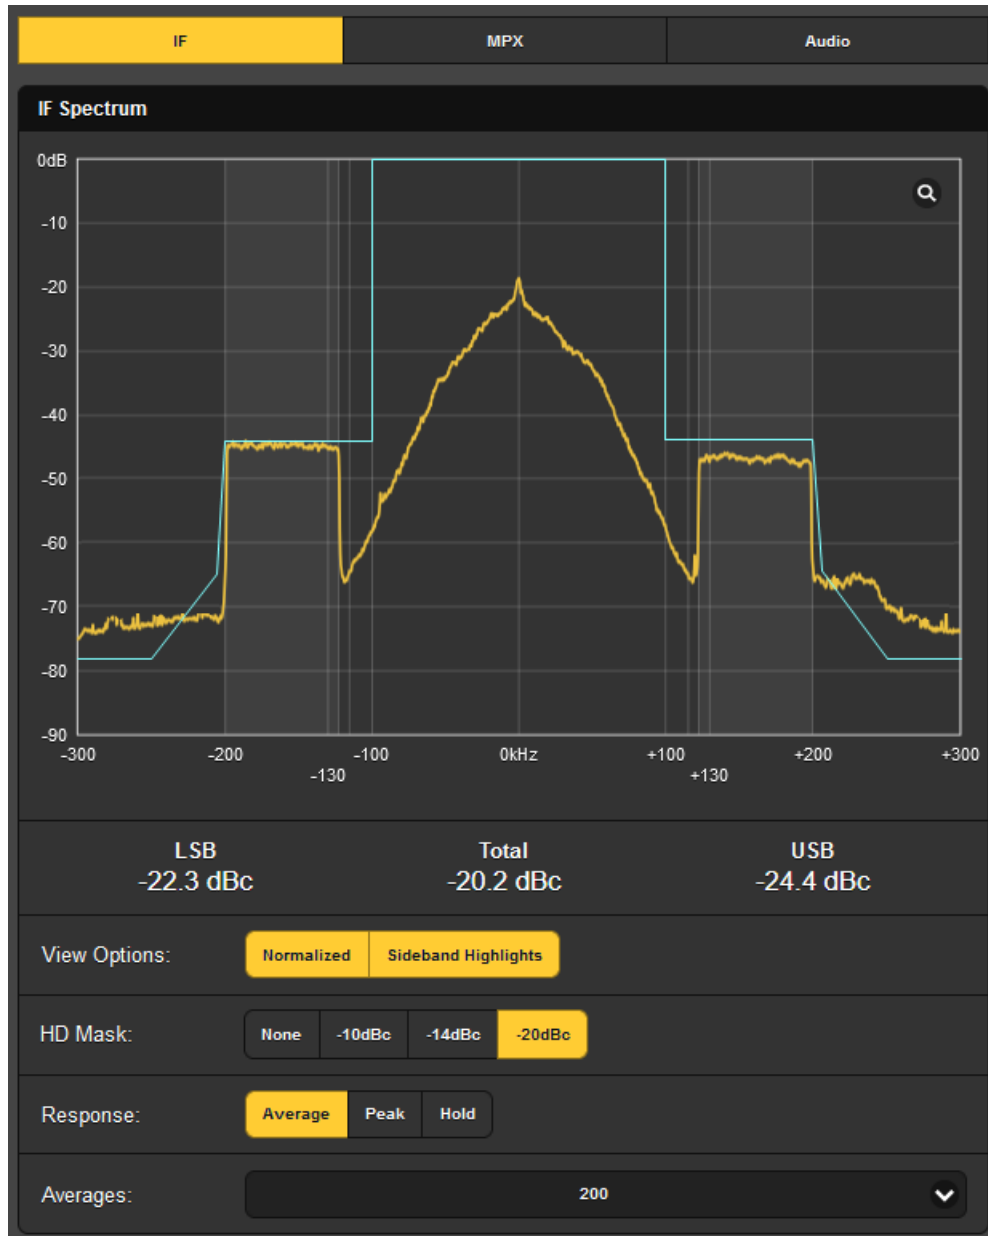 IF MPX Audio
IF Spectrum
0dB
-10
-20
-30
-40
-50
-60
-70
-80
-90
-300 -200 -100 0kHz +100 +200 +300
-130 +130
LSB Total USB
-22.3 dBc -20.2 dBc -24.4 dBc
View Options: Normalized Sideband Highlights
HD Mask: None -10dBc -14dBc -20dBc
Response: Average Peak Hold
Averages: 200